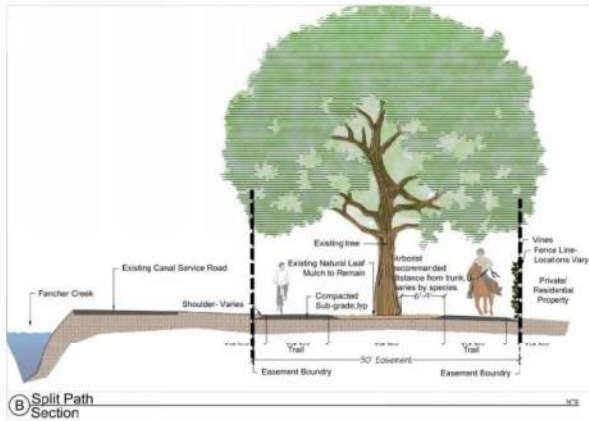 Existing tree
Existing Natural Leaf
Mulch to Remain
Arborist
recommended
distance from trunk,
varies by species
Vines
Fence Line-
Locations Vary
Private/
Residential
Property
Existing Canal Service Road
Fancher Creek
Shoulder- Varies
Compacted
Sub-grade,typ
Trail
Trail
30' Easement
Easement Boundry
Easement Boundry
B
Split Path
Section